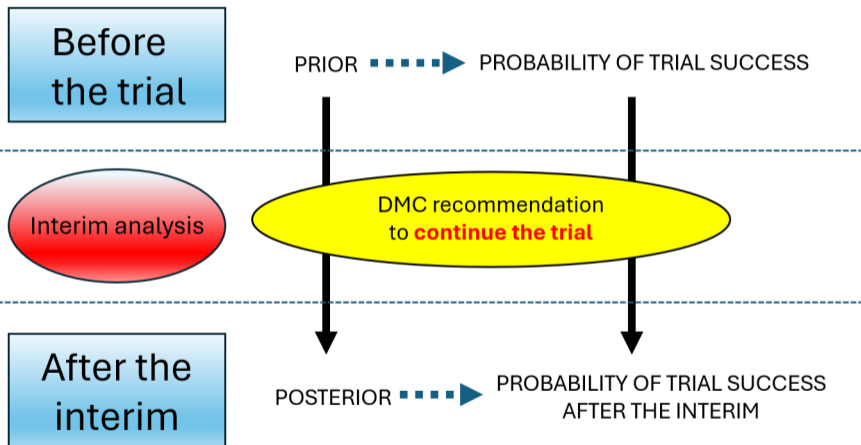 Before
the trial
PRIOR
PROBABILITY OF TRIAL SUCCESS
Interim analysis
DMC recommendation
to continue the trial
After the
interim
POSTERIOR
PROBABILITY OF TRIAL SUCCESS
AFTER THE INTERIM